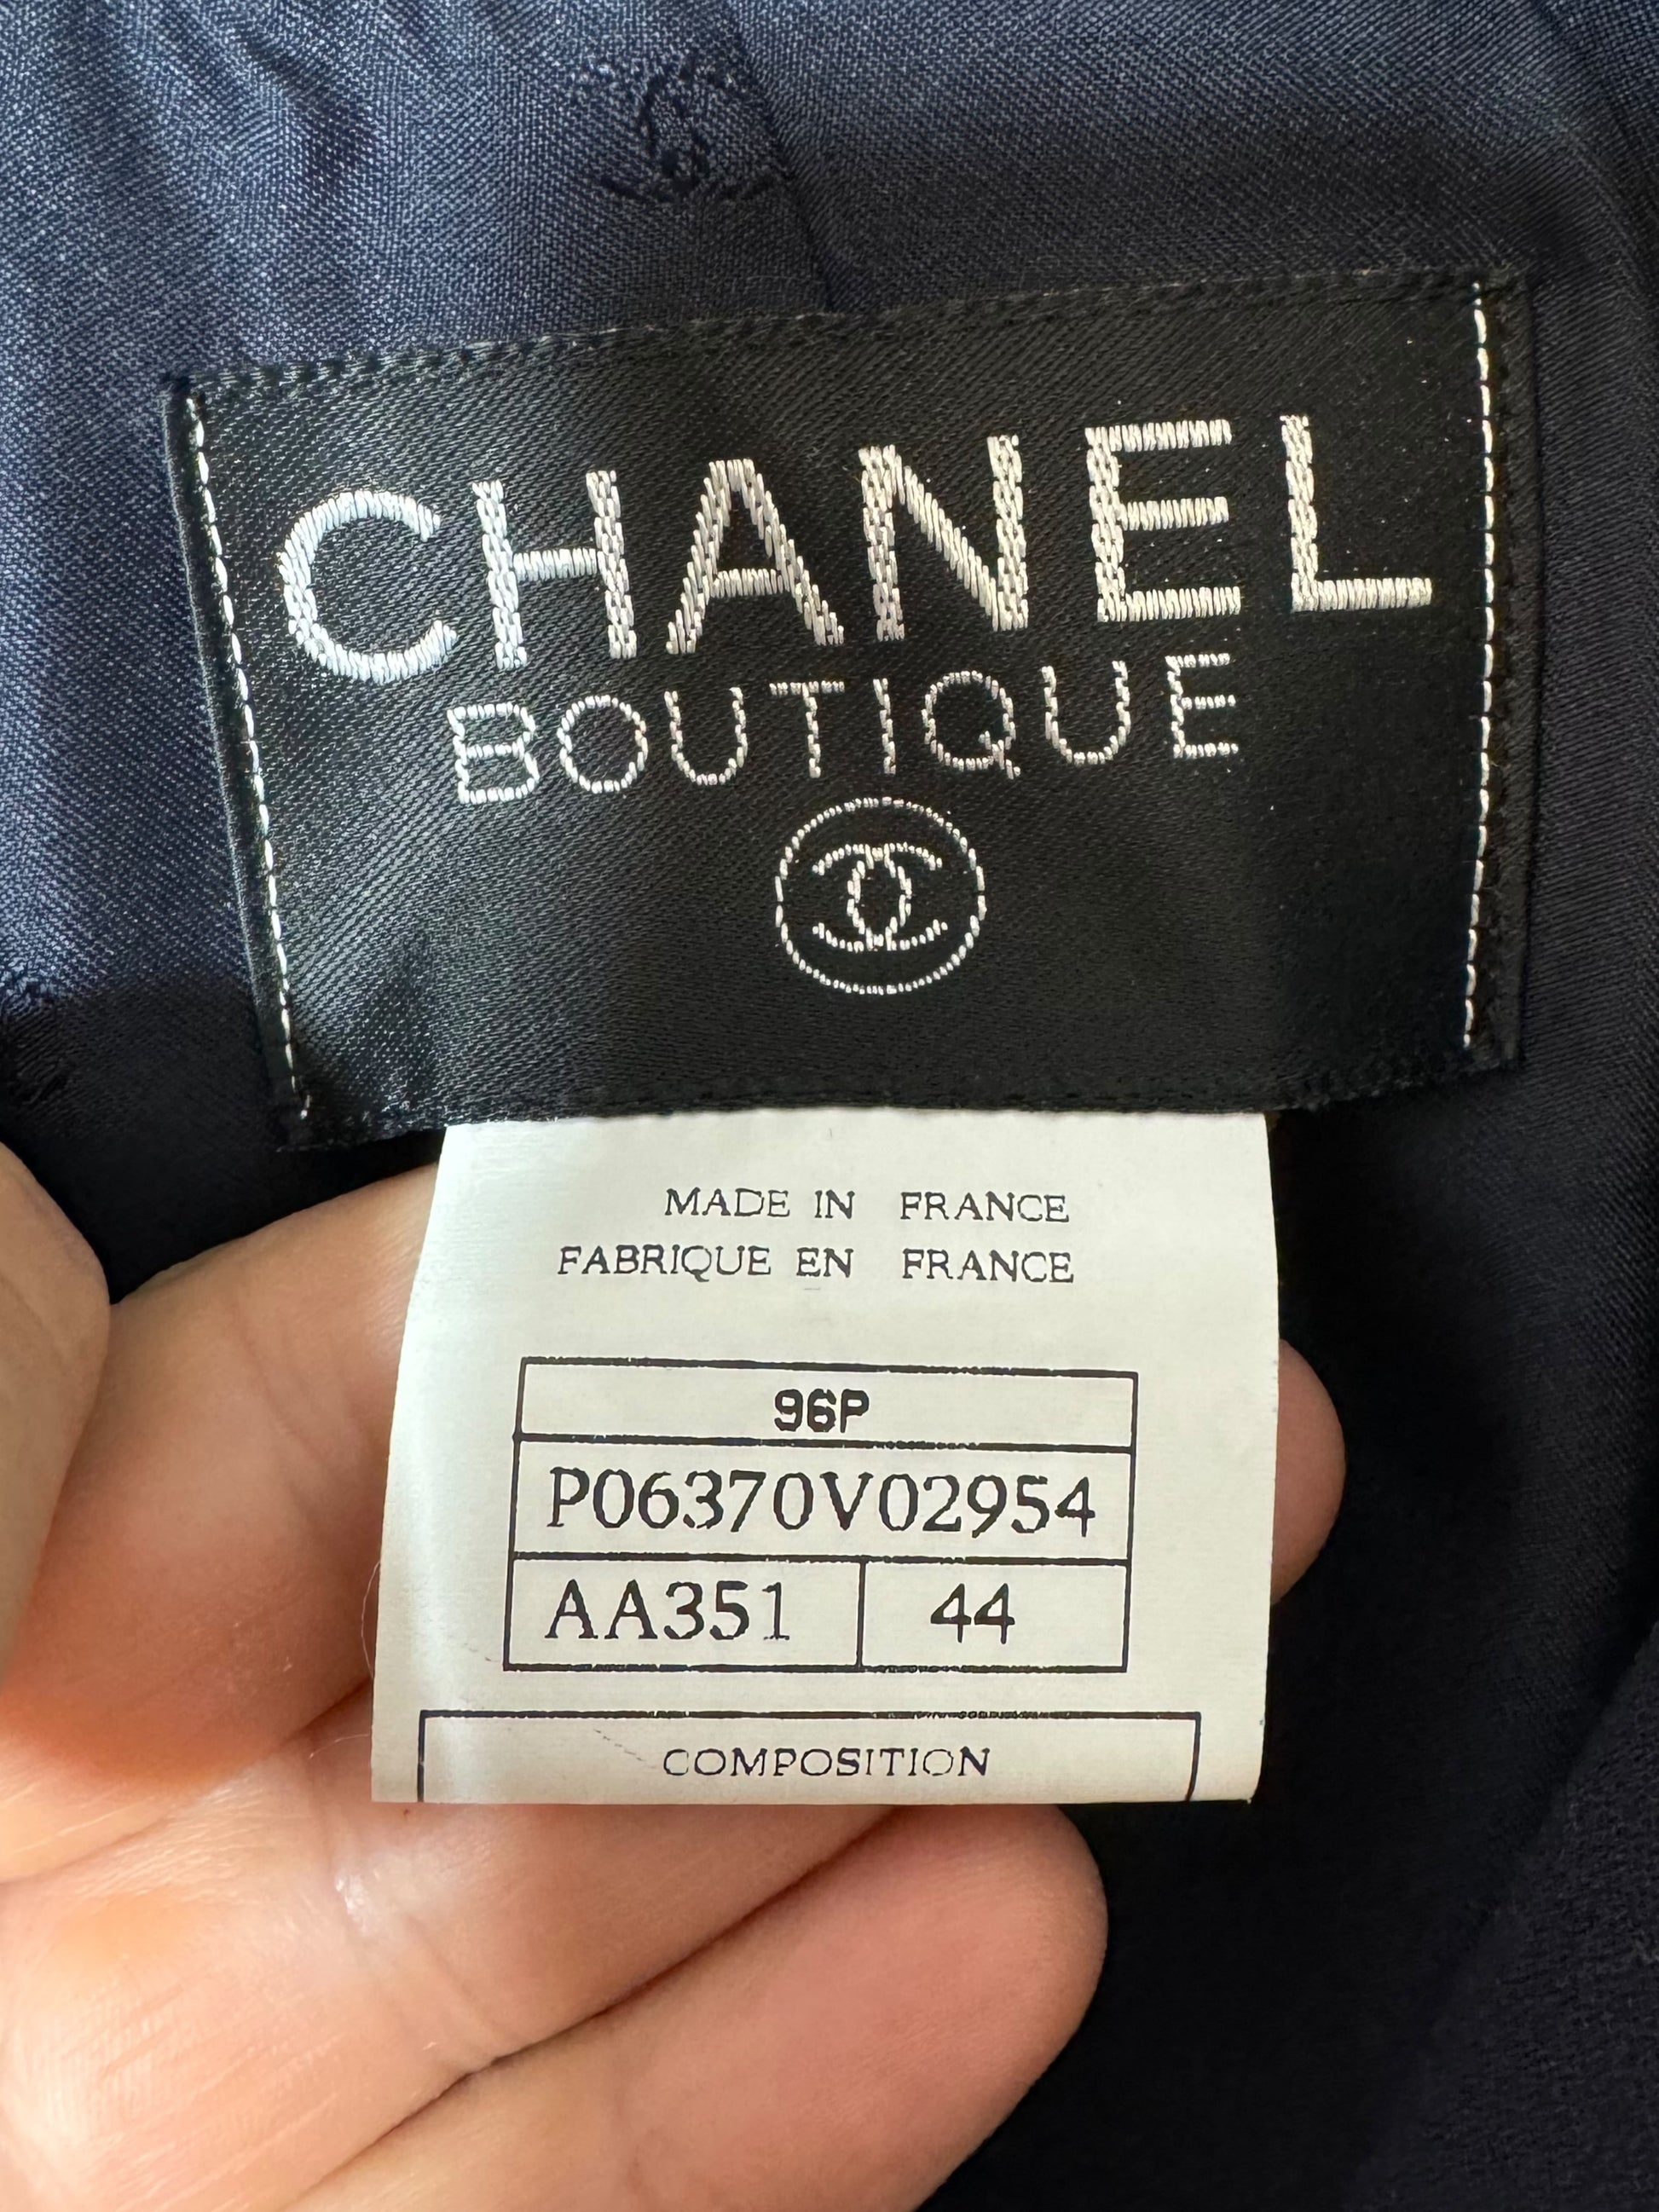 CHANEL
BOUTIQUE
MADE IN FRANCE
FABRIQUE EN FRANCE
96P
P06370V02954
AA351 44
COMPOSITION